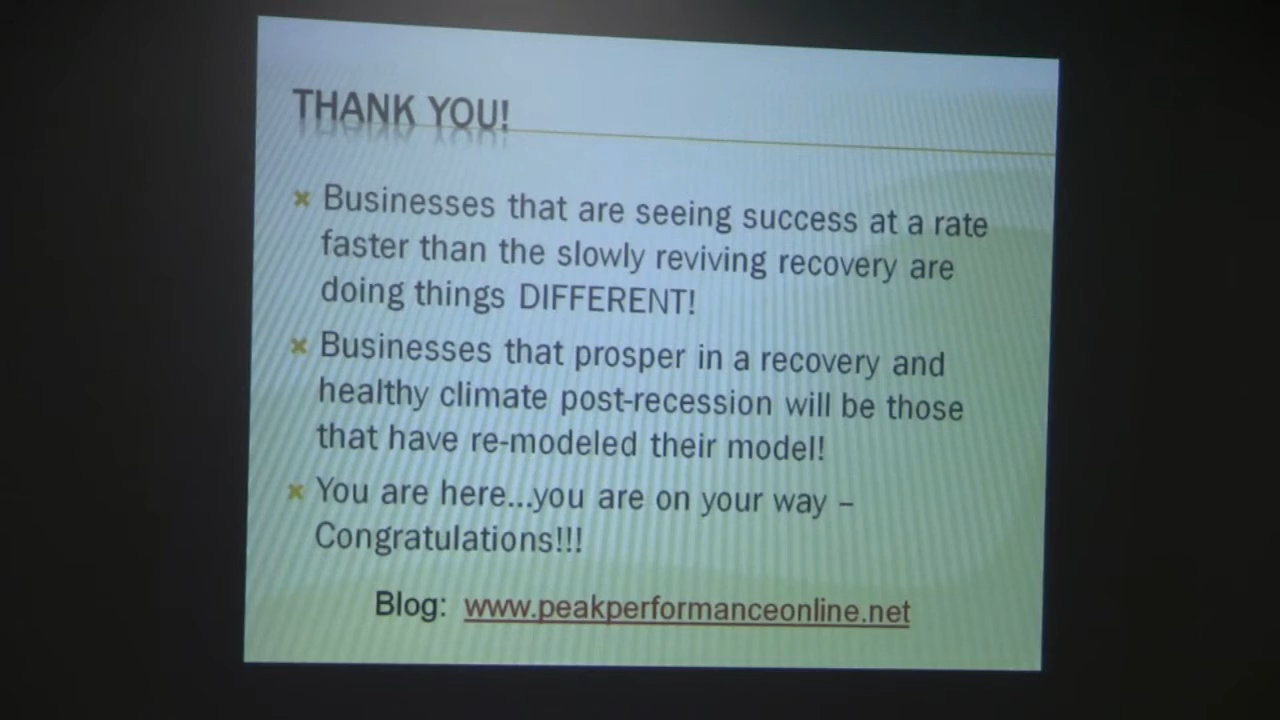 THANK YOU!
Businesses that are seeing success at a rate
faster than the slowly reviving recovery are
doing things DIFFERENT!
Businesses that prosper in a recovery and
healthy climate post-recession will be those
that have re-modeled their model!
You are here...you are on your way –
Congratulations!!!
Blog: www.peakperformanceonline.net